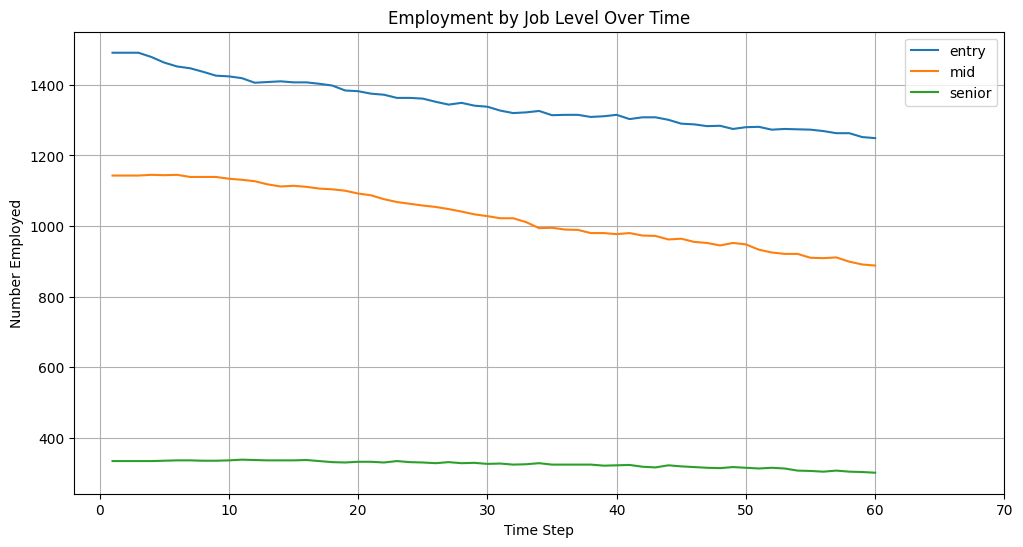 Employment by Job Level Over Time
entry
mid
senior
Number Employed
1400
1200
1000
800
600
400
0 10 20 30 40 50 60 70
Time Step